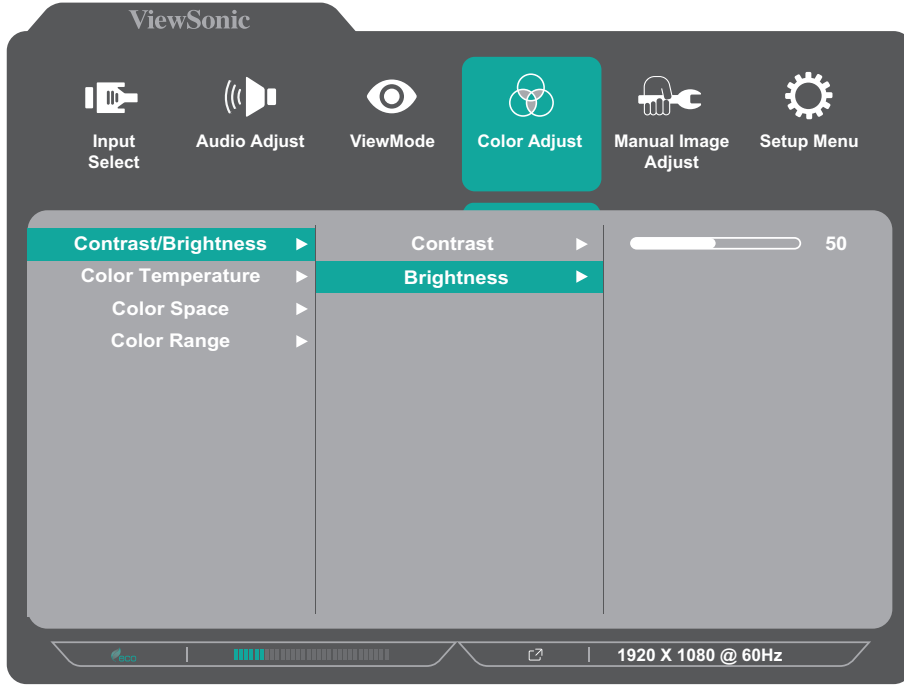 ViewSonic
Input Select
Audio Adjust
ViewMode
Color Adjust
Manual Image Adjust
Setup Menu
Contrast/Brightness
Contrast
50
Color Temperature
Brightness
Color Space
Color Range
eco
1920 X 1080 @ 60Hz